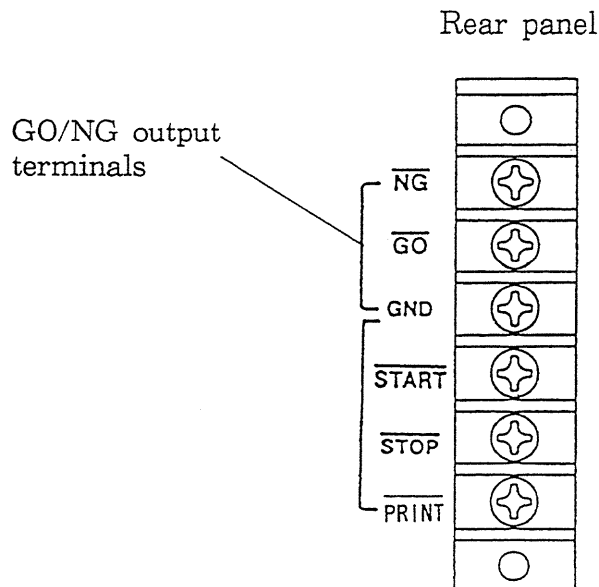 Rear panel
GO/NG output
terminals
NG
GO
GND
START
STOP
PRINT